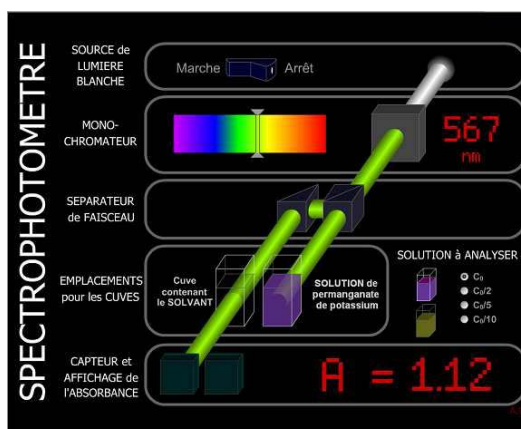 SPECTROPHOTOMETRE
SOURCE de
LUMIERE
BLANCHE
Marche
Arrêt
MONO-
CHROMATEUR
567
nm
SEPARATEUR
de FAISCEAU
EMPLACEMENTS
pour les CUVES
Cuve
contenant
le SOLVANT
SOLUTION de
permanganate
de potassium
SOLUTION à ANALYSER
C₀
C₀/2
C₀/5
C₀/10
CAPTEUR et
AFFICHAGE de
l'ABSORBANCE
A = 1.12